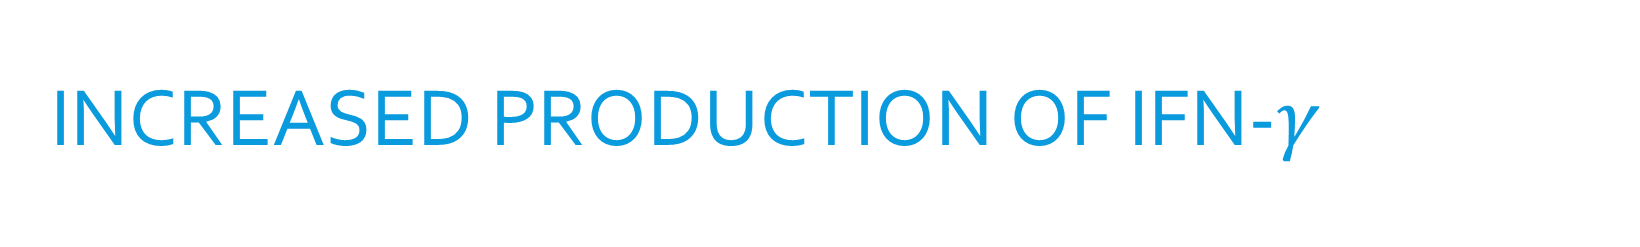 INCREASED PRODUCTION OF IFN-γ